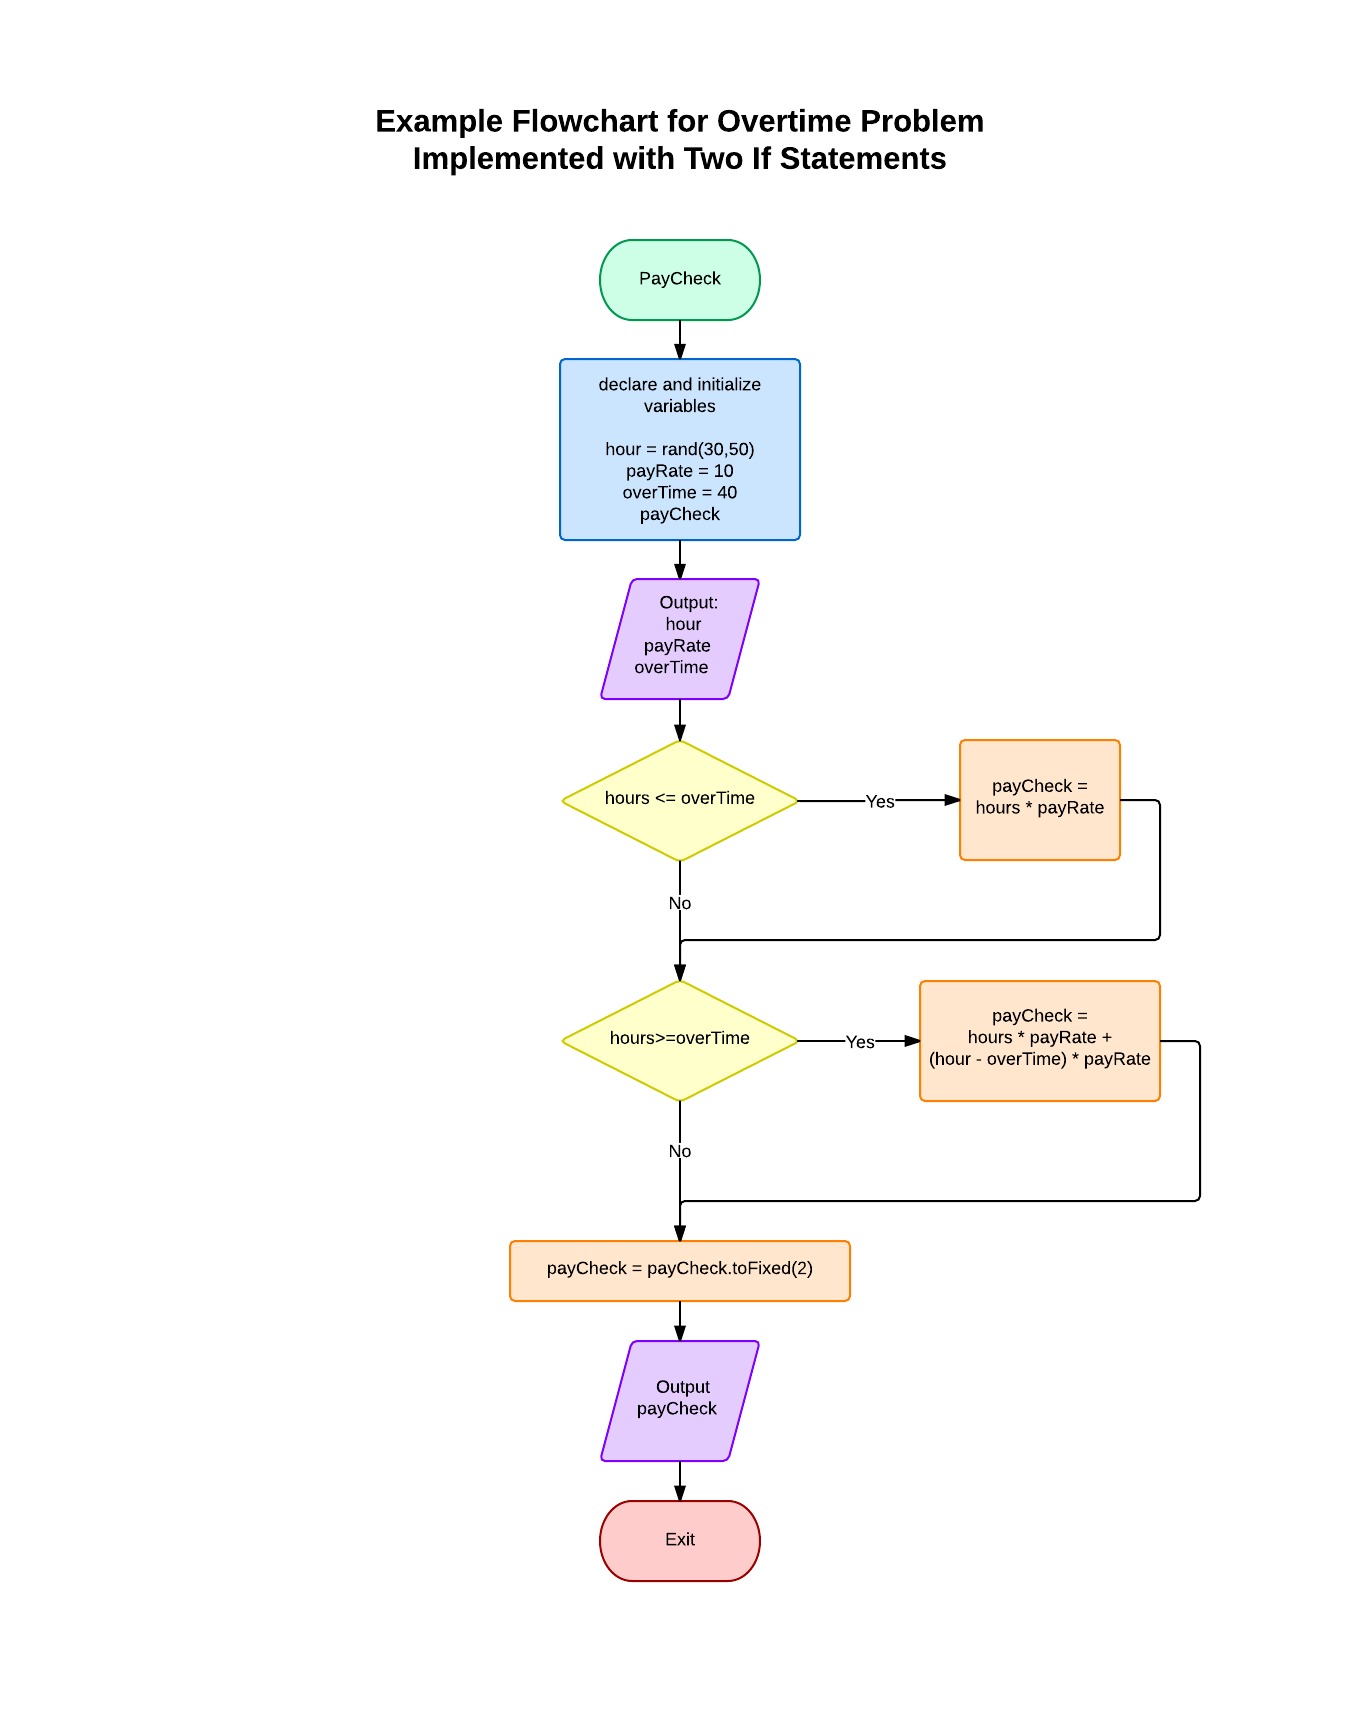 Example Flowchart for Overtime Problem
Implemented with Two If Statements
PayCheck
declare and initialize
variables
hour = rand(30,50)
payRate = 10
overTime = 40
payCheck
Output:
hour
payRate
overTime
hours <= overTime
Yes
payCheck =
hours * payRate
No
hours>=overTime
Yes
payCheck =
hours * payRate +
(hour - overTime) * payRate
No
payCheck = payCheck.toFixed(2)
Output
payCheck
Exit